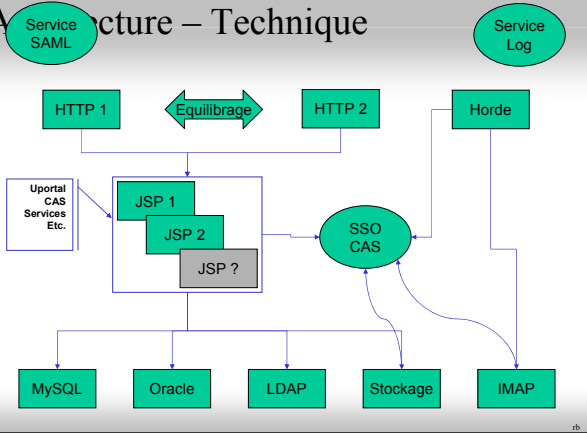 A
cture – Technique
Service
SAML
Service
Log
HTTP 1
Equilibrage
HTTP 2
Horde
Uportal
CAS
Services
Etc.
JSP 1
JSP 2
JSP ?
SSO
CAS
MySQL
Oracle
LDAP
Stockage
IMAP
rb